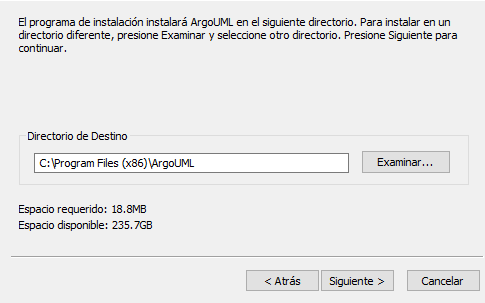 El programa de instalación instalará ArgoUML en el siguiente directorio. Para instalar en un
directorio diferente, presione Examinar y seleccione otro directorio. Presione Siguiente para
continuar.
Directorio de Destino
C:\Program Files (x86)\ArgoUML
Examinar...
Espacio requerido: 18.8MB
Espacio disponible: 235.7GB
< Atrás
Siguiente >
Cancelar